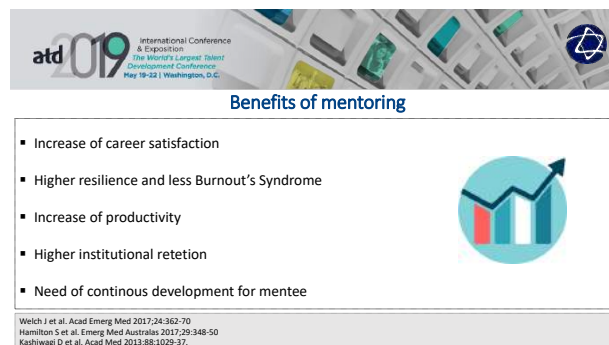 atd 2019
International Conference
& Exposition
The World's Largest Talent
Development Conference
May 19-22 | Washington, D.C.
Benefits of mentoring
▪ Increase of career satisfaction
▪ Higher resilience and less Burnout's Syndrome
▪ Increase of productivity
▪ Higher institutional retetion
▪ Need of continous development for mentee
Welch J et al. Acad Emerg Med 2017;24:362-70
Hamilton S et al. Emerg Med Australas 2017;29:348-50
Kashiwagi D et al. Acad Med 2013;88:1029-37.